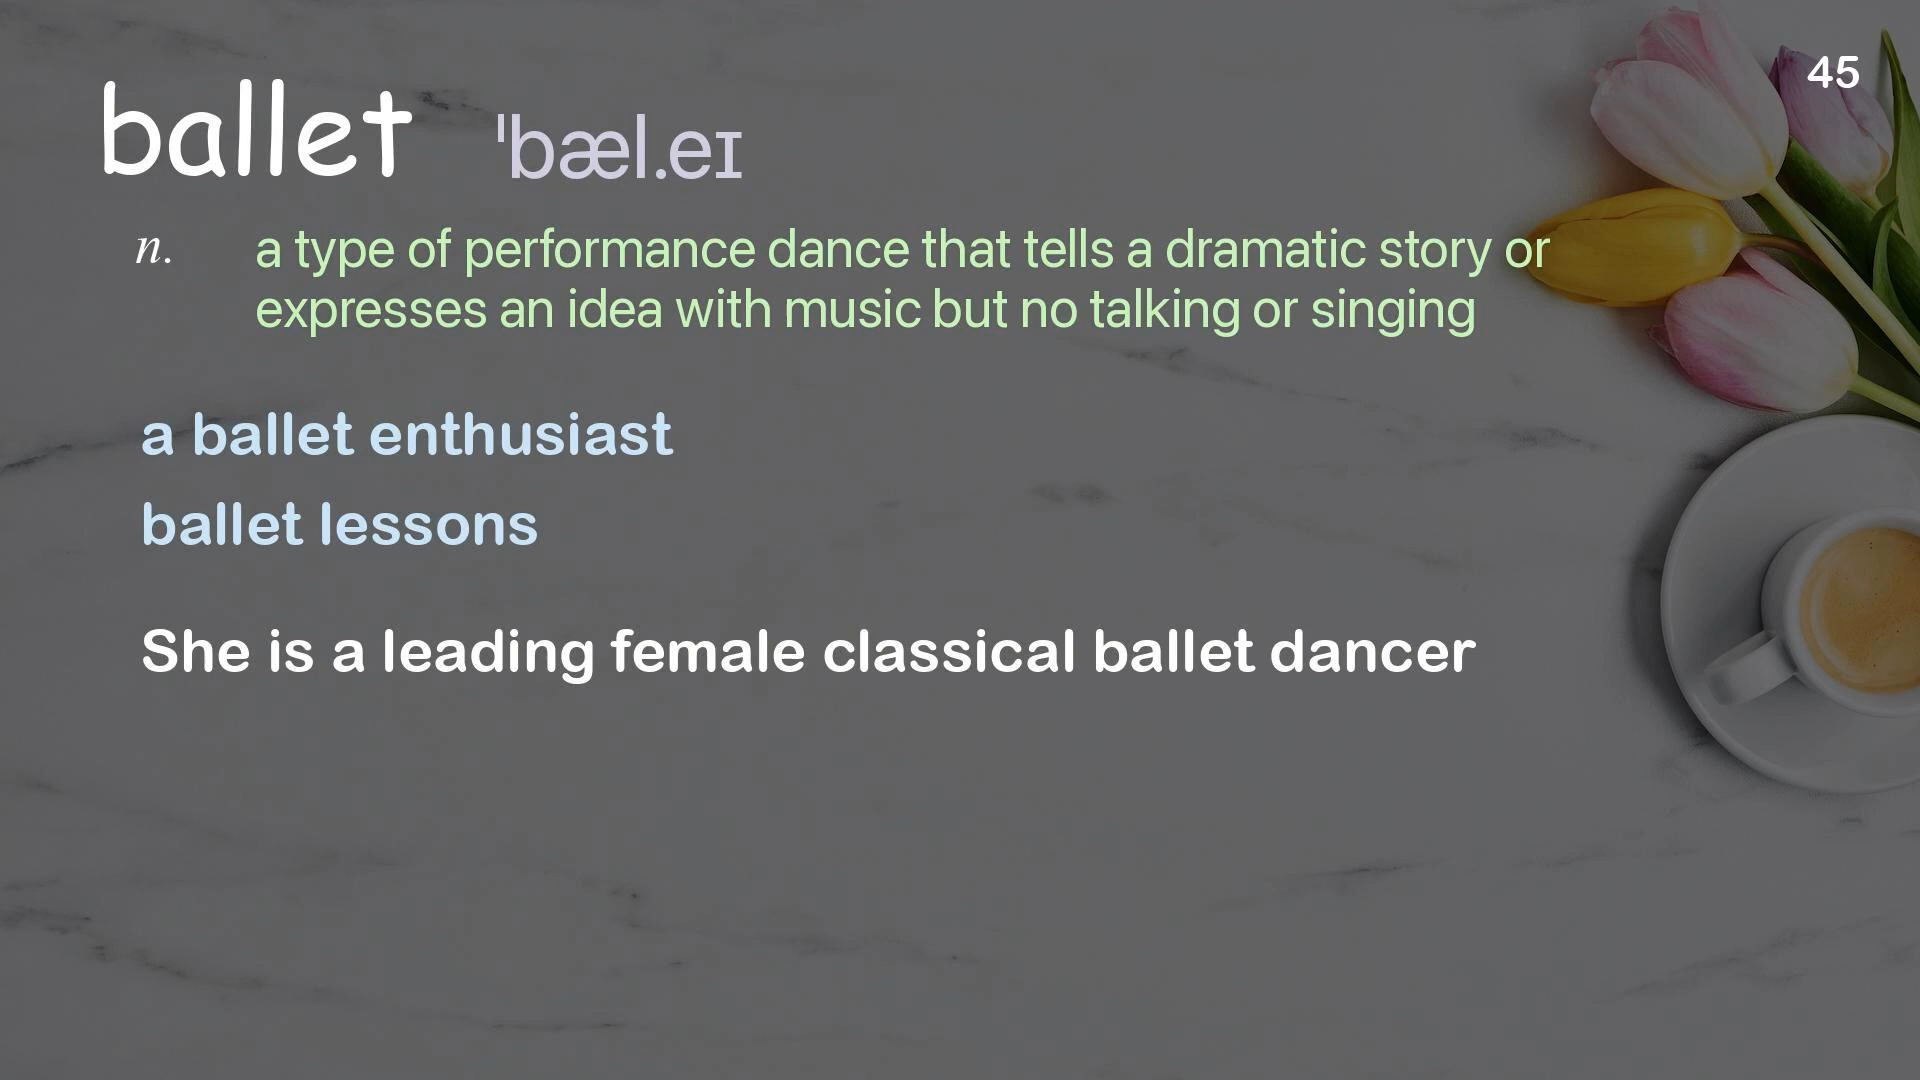 45
ballet ˈbæl.eɪ
n. a type of performance dance that tells a dramatic story or
expresses an idea with music but no talking or singing
a ballet enthusiast
ballet lessons
She is a leading female classical ballet dancer